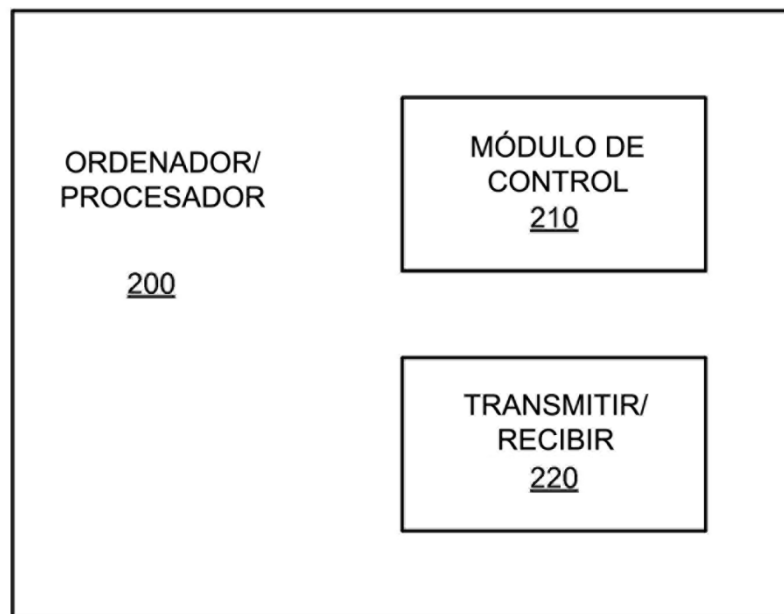 ORDENADOR/
PROCESADOR
200
MÓDULO DE
CONTROL
210
TRANSMITIR/
RECIBIR
220